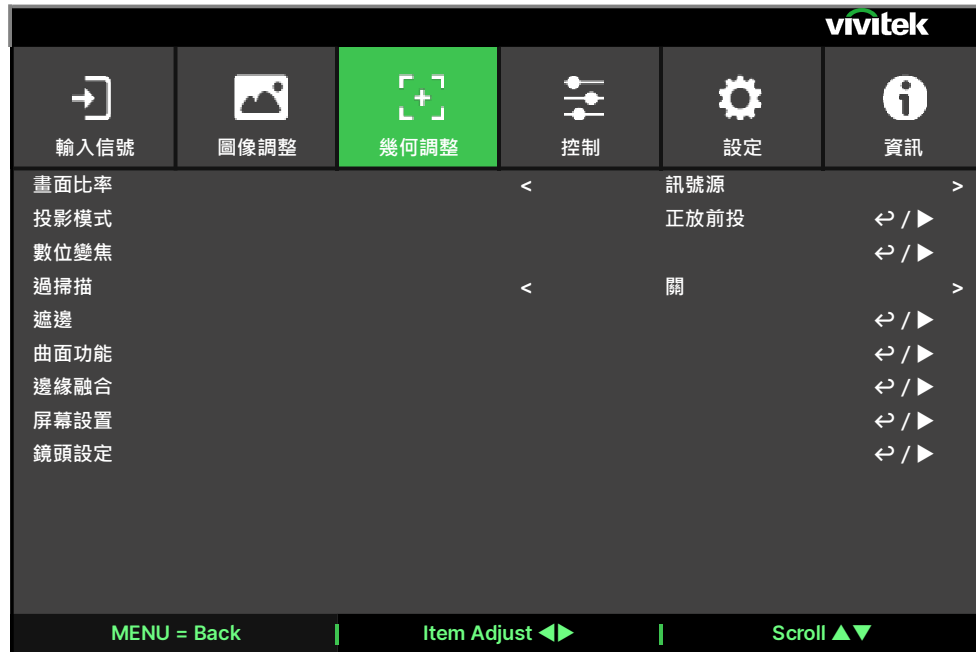 vivitek
輸入信號 圖像調整 幾何調整 控制 設定 資訊
畫面比率 < 訊號源 >
投影模式 正放前投 ↩ / ▶
數位變焦 ↩ / ▶
過掃描 < 關 >
遮邊 ↩ / ▶
曲面功能 ↩ / ▶
邊緣融合 ↩ / ▶
屏幕設置 ↩ / ▶
鏡頭設定 ↩ / ▶
MENU = Back Item Adjust ◀▶ Scroll ▲▼